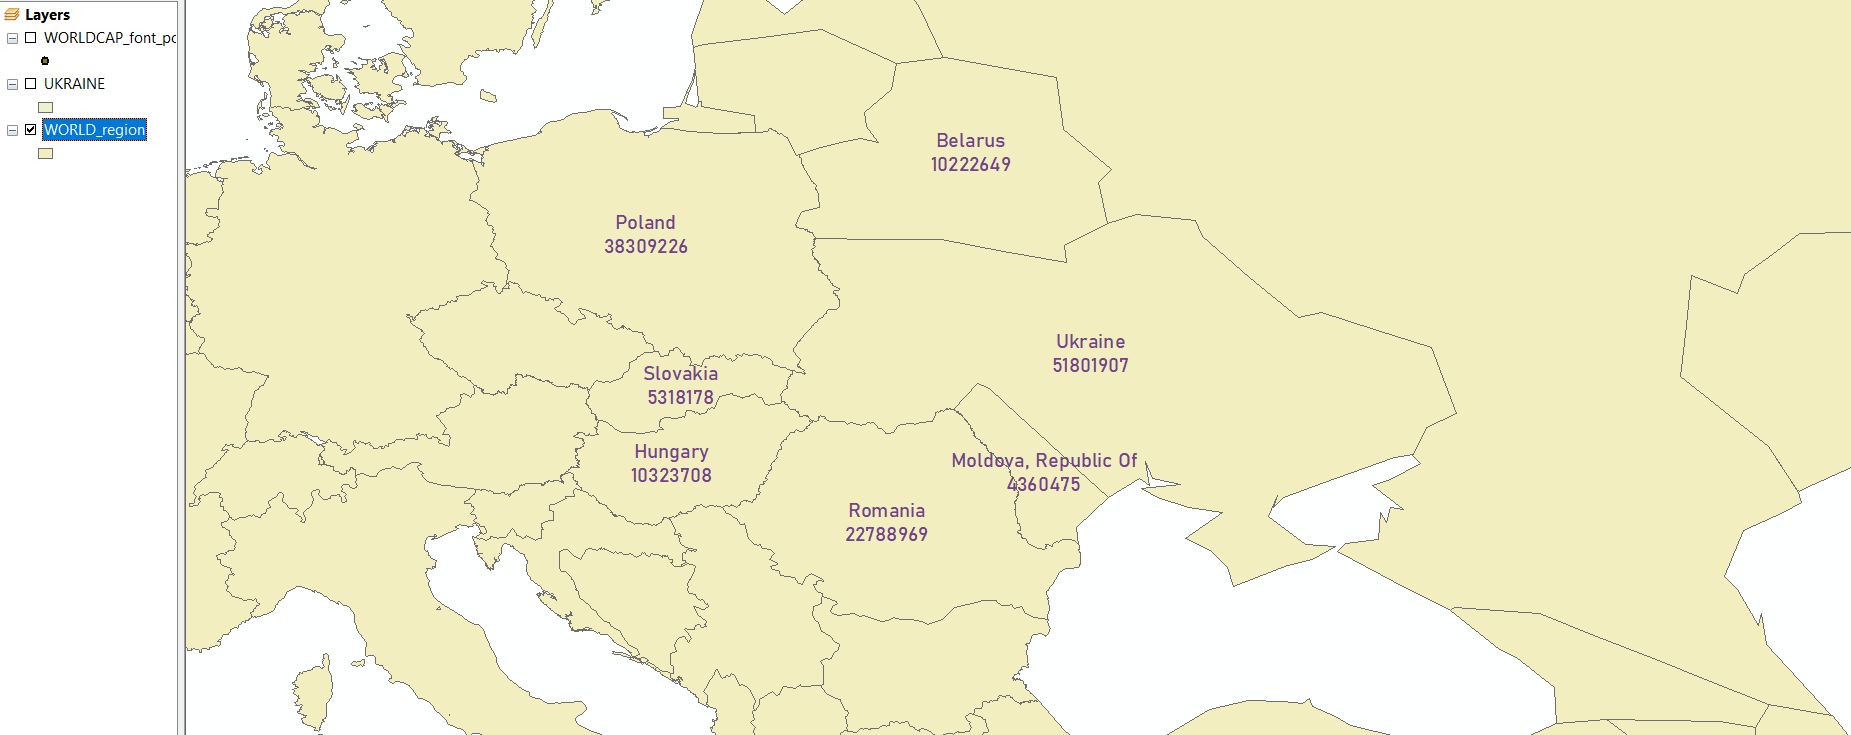 Layers
WORLDCAP_font_pc
UKRAINE
WORLD_region
Belarus
10222649
Poland
38309226
Ukraine
51801907
Slovakia
5318178
Hungary
10323708
Moldova, Republic Of
4360475
Romania
22788969